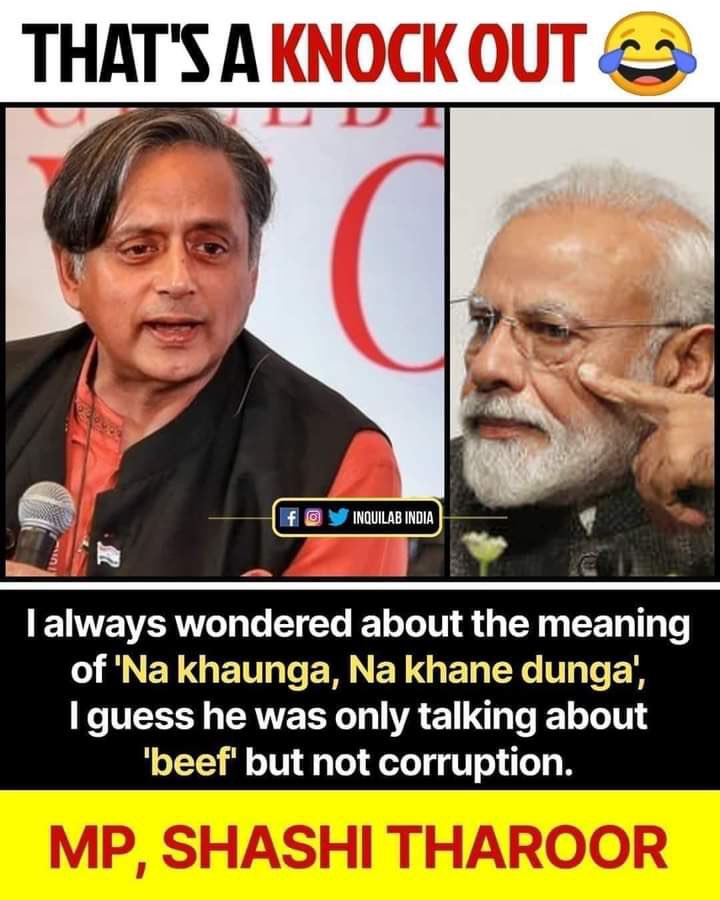 THAT'S A KNOCK OUT 😂
INQUILAB INDIA
I always wondered about the meaning
of 'Na khaunga, Na khane dunga',
I guess he was only talking about
'beef' but not corruption.
MP, SHASHI THAROOR